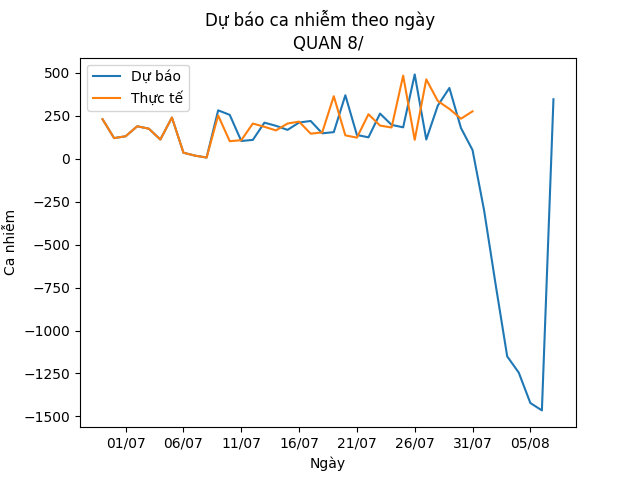 Dự báo ca nhiễm theo ngày
QUAN 8/
Dự báo
Thực tế
Ca nhiễm
500
250
0
−250
−500
−750
−1000
−1250
−1500
01/07 06/07 11/07 16/07 21/07 26/07 31/07 05/08
Ngày